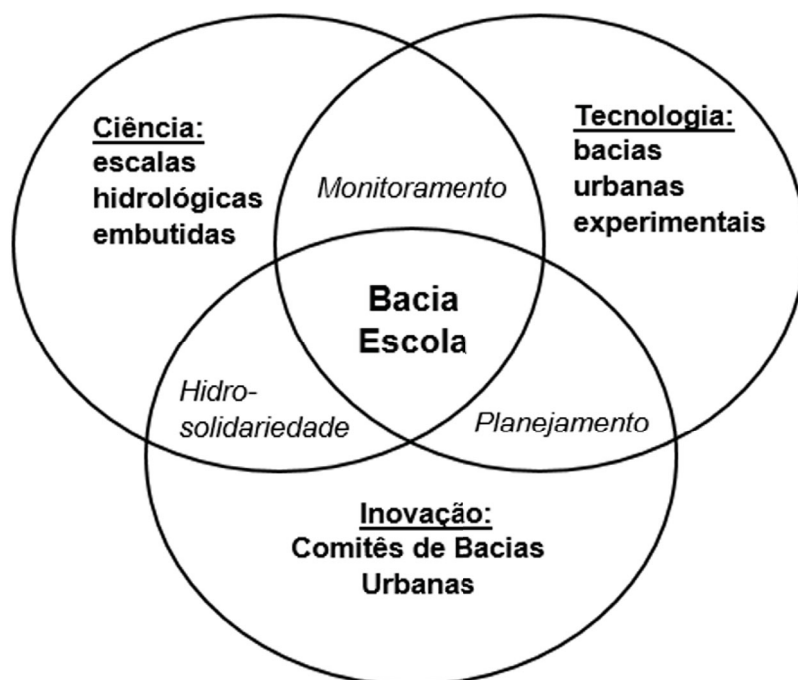 Ciência:
escalas
hidrológicas
embutidas
Tecnologia:
bacias
urbanas
experimentais
Monitoramento
Bacia
Escola
Hidro-
solidariedade
Planejamento
Inovação:
Comitês de Bacias
Urbanas